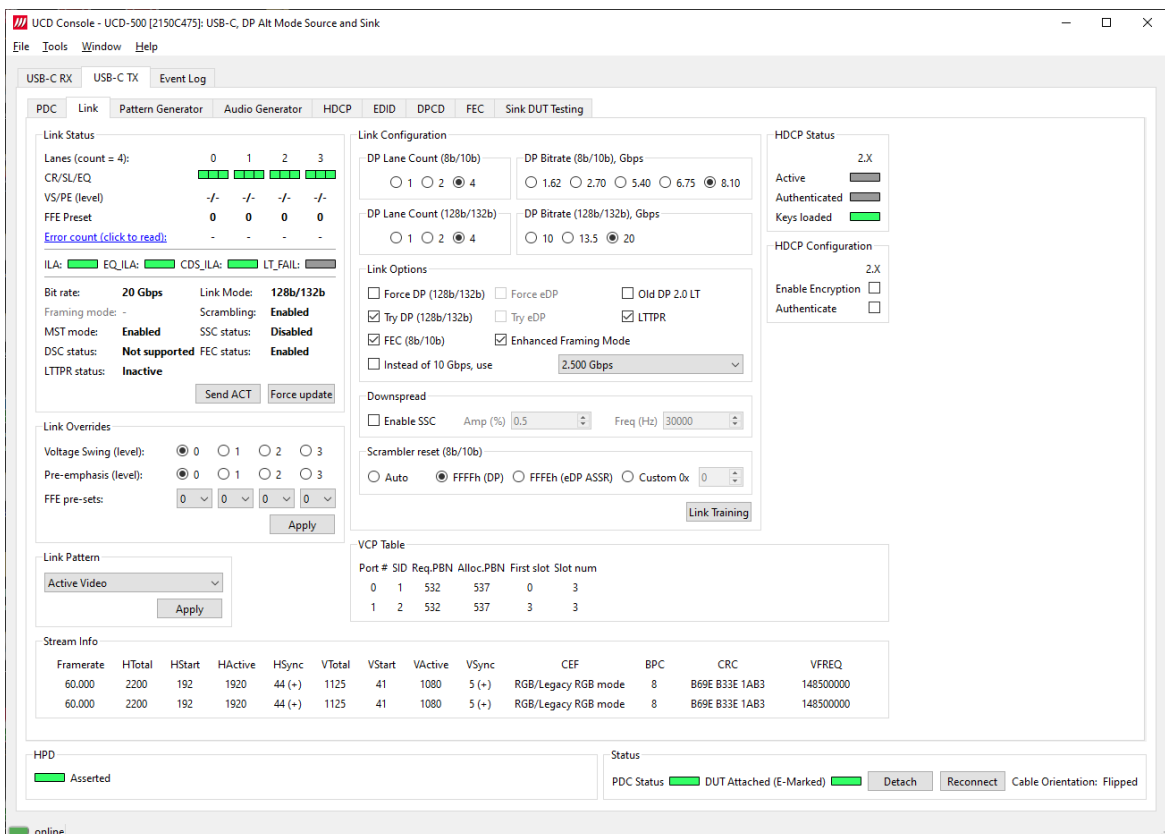 UCD Console - UCD-500 [2150C475]: USB-C, DP Alt Mode Source and Sink
File Tools Window Help
USB-C RX USB-C TX Event Log
PDC Link Pattern Generator Audio Generator HDCP EDID DPCD FEC Sink DUT Testing
Link Status
Lanes (count = 4): 0 1 2 3
CR/SL/EQ
VS/PE (level) -/- -/- -/- -/-
FFE Preset 0 0 0 0
Error count (click to read): - - - -
ILA: EQ_ILA: CDS_ILA: LT_FAIL:
Bit rate: 20 Gbps Link Mode: 128b/132b
Framing mode: - Scrambling: Enabled
MST mode: Enabled SSC status: Disabled
DSC status: Not supported FEC status: Enabled
LTTPR status: Inactive
Send ACT Force update
Link Overrides
Voltage Swing (level): 0 1 2 3
Pre-emphasis (level): 0 1 2 3
FFE pre-sets: 0 0 0 0
Apply
Link Pattern
Active Video
Apply
Link Configuration
DP Lane Count (8b/10b) DP Bitrate (8b/10b), Gbps
1 2 4 1.62 2.70 5.40 6.75 8.10
DP Lane Count (128b/132b) DP Bitrate (128b/132b), Gbps
1 2 4 10 13.5 20
Link Options
Force DP (128b/132b) Force eDP Old DP 2.0 LT
Try DP (128b/132b) Try eDP LTTPR
FEC (8b/10b) Enhanced Framing Mode
Instead of 10 Gbps, use 2.500 Gbps
Downspread
Enable SSC Amp (%) 0.5 Freq (Hz) 30000
Scrambler reset (8b/10b)
Auto FFFFh (DP) FFFEh (eDP ASSR) Custom 0x 0
Link Training
HDCP Status
2.X
Active
Authenticated
Keys loaded
HDCP Configuration
2.X
Enable Encryption
Authenticate
VCP Table
Port # SID Req.PBN Alloc.PBN First slot Slot num
0 1 532 537 0 3
1 2 532 537 3 3
Stream Info
Framerate HTotal HStart HActive HSync VTotal VStart VActive VSync CEF BPC CRC VFREQ
60.000 2200 192 1920 44 (+) 1125 41 1080 5 (+) RGB/Legacy RGB mode 8 B69E B33E 1AB3 148500000
60.000 2200 192 1920 44 (+) 1125 41 1080 5 (+) RGB/Legacy RGB mode 8 B69E B33E 1AB3 148500000
HPD
Asserted
Status
PDC Status DUT Attached (E-Marked) Detach Reconnect Cable Orientation: Flipped
online